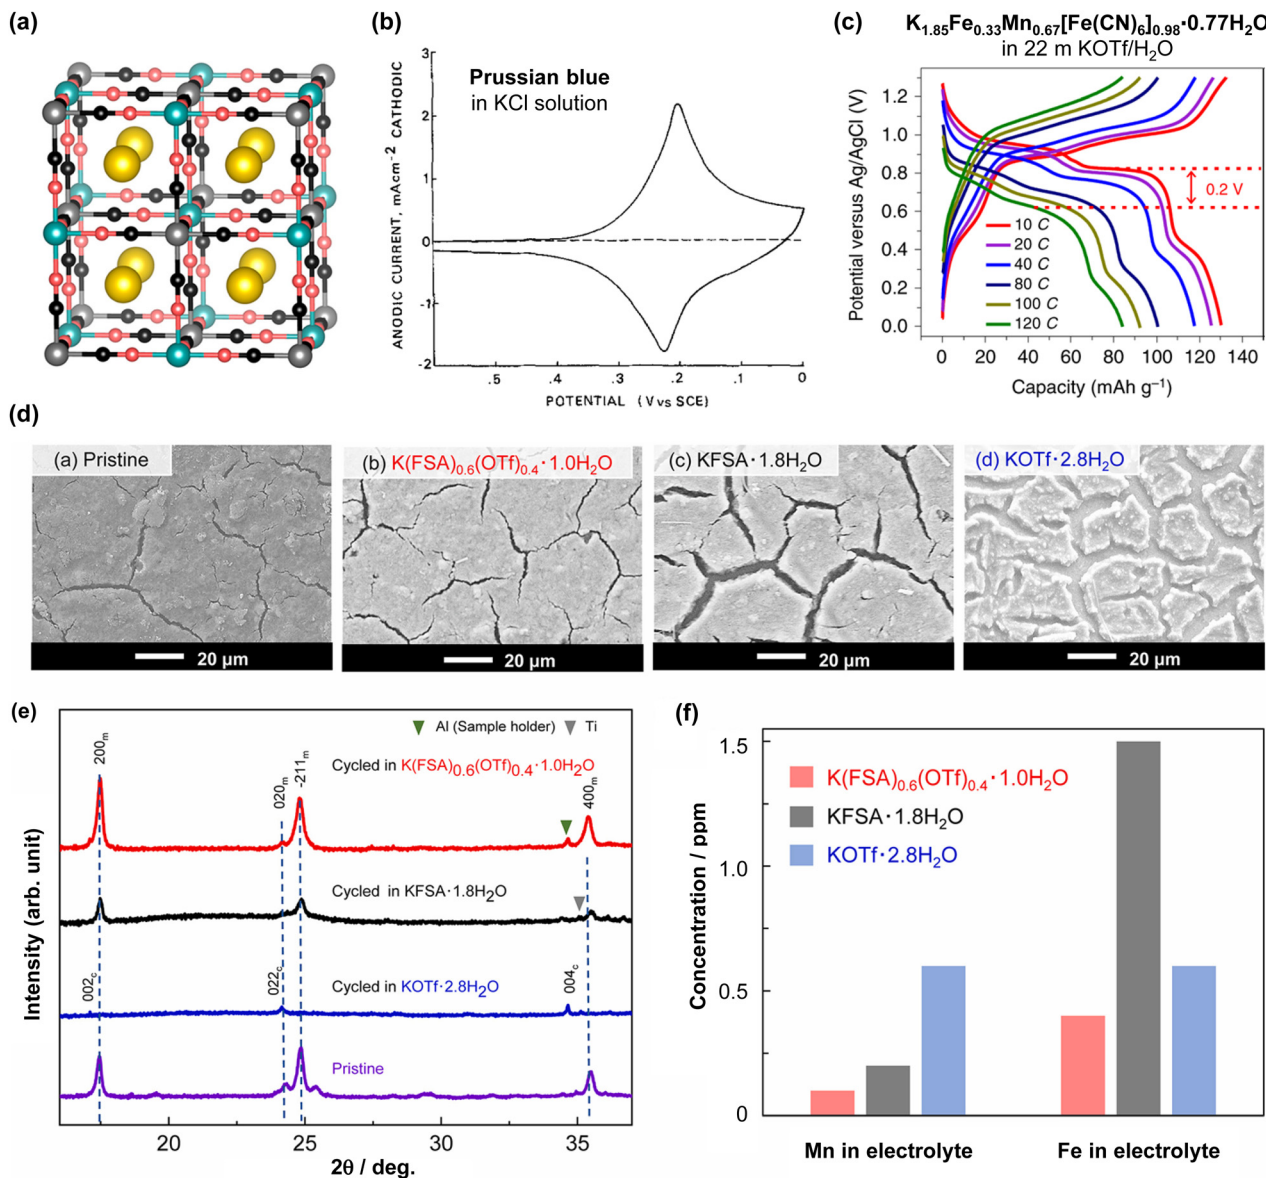 (a)
(b)
Prussian blue
in KCl solution
ANODIC CURRENT, mAcm⁻² CATHODIC
3
2
1
0
-1
-2
.5
.4
.3
.2
.1
0
POTENTIAL (V vs SCE)
(c)
K₁.₈₅Fe₀.₃₃Mn₀.₆₇[Fe(CN)₆]₀.₉₈·0.77H₂O
in 22 m KOTf/H₂O
Potential versus Ag/AgCl (V)
1.2
1.0
0.8
0.6
0.4
0.2
0.0
0.2 V
10 C
20 C
40 C
80 C
100 C
120 C
0 20 40 60 80 100 120 140
Capacity (mAh g⁻¹)
(d)
(a) Pristine
20 µm
(b) K(FSA)₀.₆(OTf)₀.₄·1.0H₂O
20 µm
(c) KFSA·1.8H₂O
20 µm
(d) KOTf·2.8H₂O
20 µm
(e)
Intensity (arb. unit)
Al (Sample holder)
Ti
200ₘ
020ₘ
-211ₘ
400ₘ
Cycled in K(FSA)₀.₆(OTf)₀.₄·1.0H₂O
Cycled in KFSA·1.8H₂O
002c
022c
004c
Cycled in KOTf·2.8H₂O
Pristine
20 25 30 35
2θ / deg.
(f)
Concentration / ppm
1.5
1.0
0.5
0
K(FSA)₀.₆(OTf)₀.₄·1.0H₂O
KFSA·1.8H₂O
KOTf·2.8H₂O
Mn in electrolyte
Fe in electrolyte